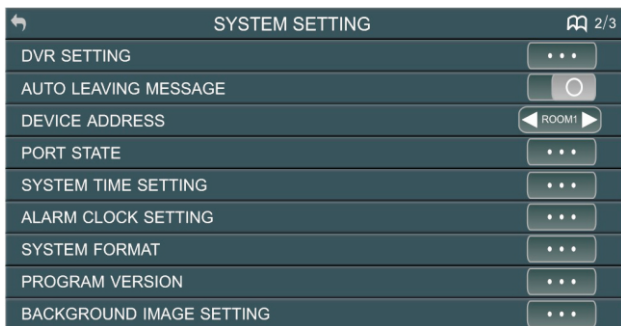 SYSTEM SETTING 2/3
DVR SETTING
AUTO LEAVING MESSAGE
DEVICE ADDRESS ROOM1
PORT STATE
SYSTEM TIME SETTING
ALARM CLOCK SETTING
SYSTEM FORMAT
PROGRAM VERSION
BACKGROUND IMAGE SETTING